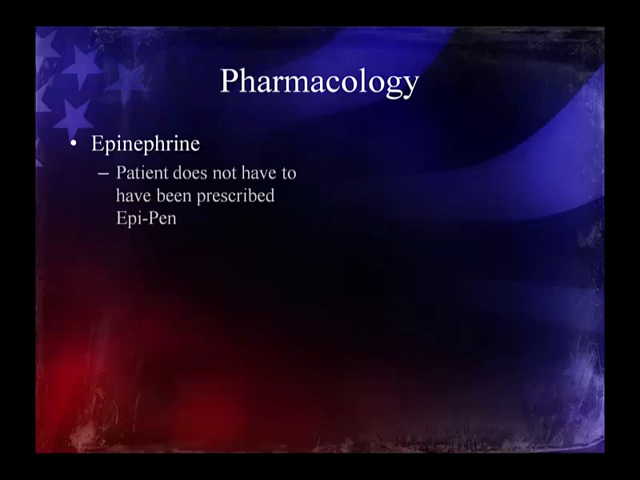 Pharmacology
• Epinephrine
– Patient does not have to
have been prescribed
Epi-Pen